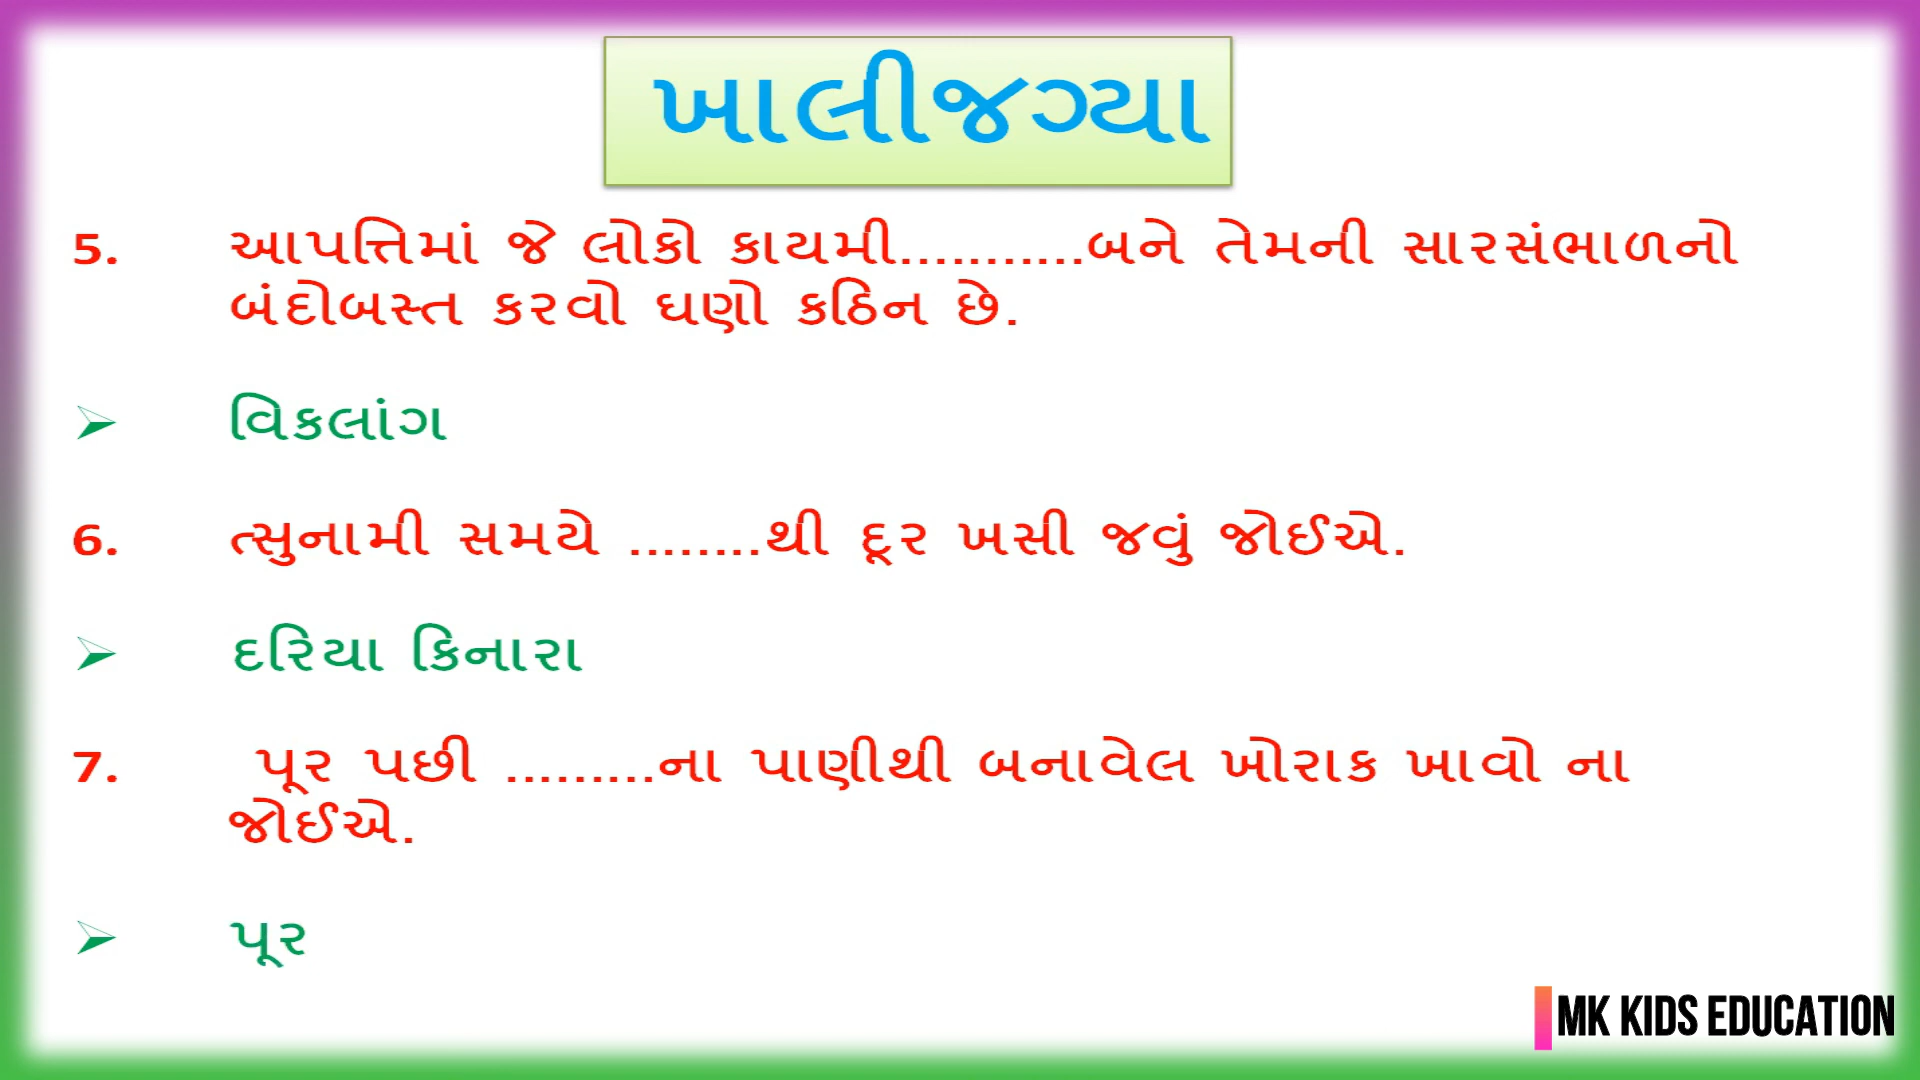 ખાલીજગ્યા
5. આપત્તિમાં જે લોકો કાયમી...........બને તેમની સારસંભાળનો
બંદોબસ્ત કરવો ઘણો કઠિન છે.
➢ વિકલાંગ
6. ત્સુનામી સમયે ........થી દૂર ખસી જવું જોઈએ.
➢ દરિયા કિનારા
7. પૂર પછી .........ના પાણીથી બનાવેલ ખોરાક ખાવો ના
જોઈએ.
➢ પૂર
MK KIDS EDUCATION